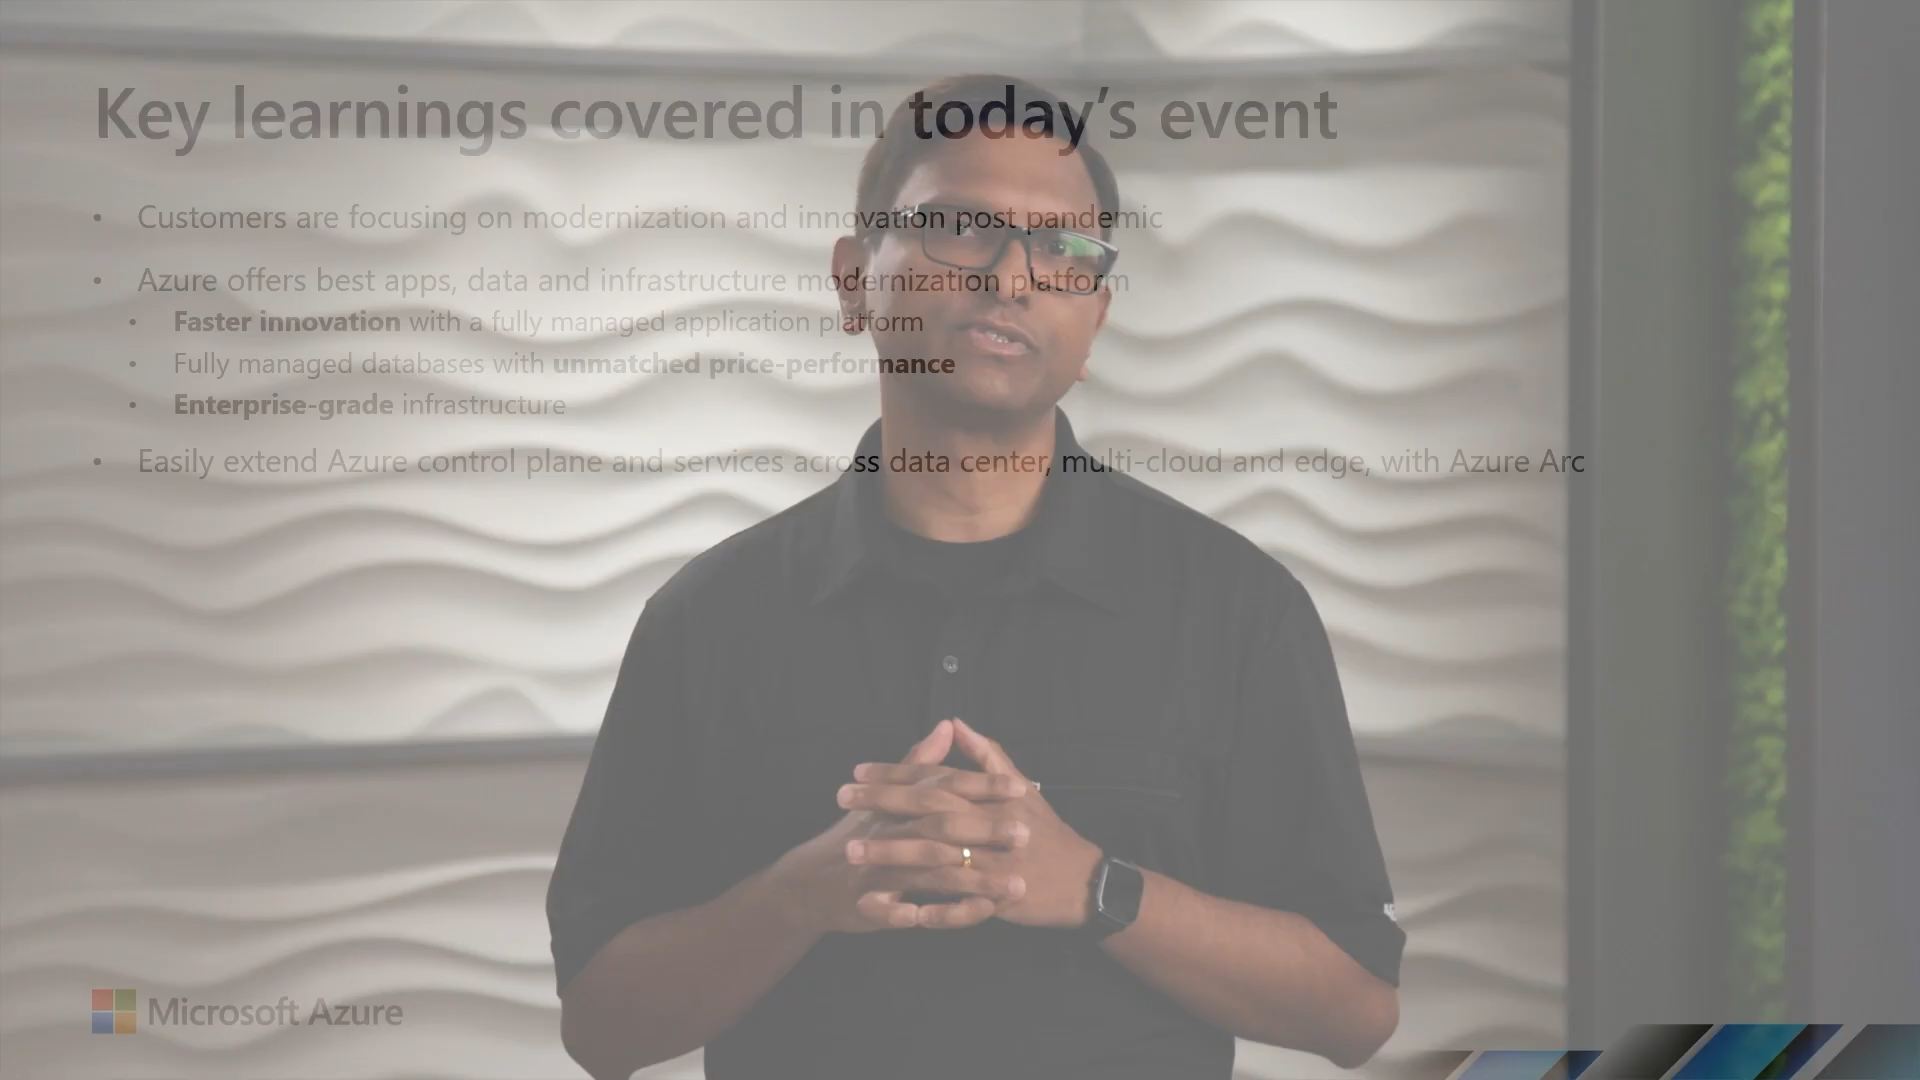 Key learnings covered in today's event
• Customers are focusing on modernization and innovation post pandemic
• Azure offers best apps, data and infrastructure modernization platform
• Faster innovation with a fully managed application platform
• Fully managed databases with unmatched price-performance
• Enterprise-grade infrastructure
• Easily extend Azure control plane and services across data center, multi-cloud and edge, with Azure Arc
Microsoft Azure